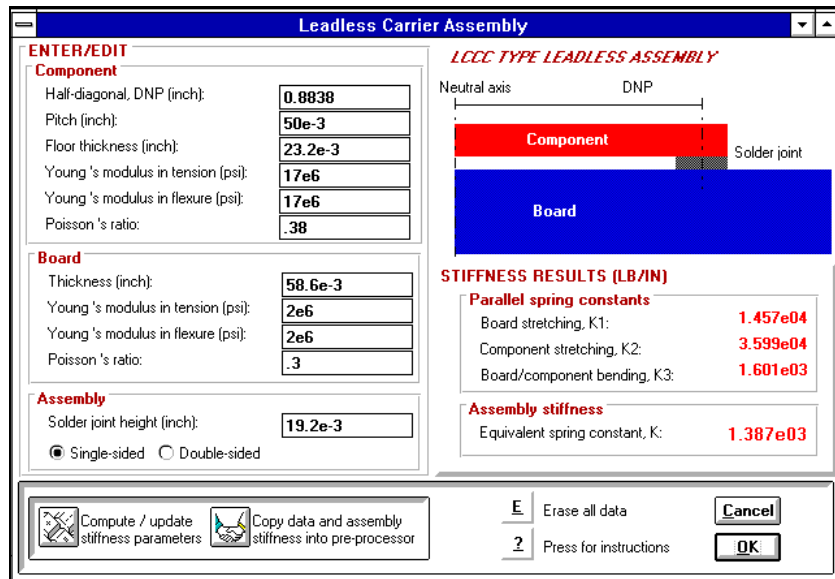 Leadless Carrier Assembly
ENTER/EDIT
Component
Half-diagonal, DNP (inch): 0.8838
Pitch (inch): 50e-3
Floor thickness (inch): 23.2e-3
Young 's modulus in tension (psi): 17e6
Young 's modulus in flexure (psi): 17e6
Poisson 's ratio: .38
Board
Thickness (inch): 58.6e-3
Young 's modulus in tension (psi): 2e6
Young 's modulus in flexure (psi): 2e6
Poisson 's ratio: .3
Assembly
Solder joint height (inch): 19.2e-3
Single-sided Double-sided
LCCC TYPE LEADLESS ASSEMBLY
Neutral axis DNP
Component
Solder joint
Board
STIFFNESS RESULTS (LB/IN)
Parallel spring constants
Board stretching, K1: 1.457e04
Component stretching, K2: 3.599e04
Board/component bending, K3: 1.601e03
Assembly stiffness
Equivalent spring constant, K: 1.387e03
Compute / update
stiffness parameters
Copy data and assembly
stiffness into pre-processor
E Erase all data
? Press for instructions
Cancel
OK